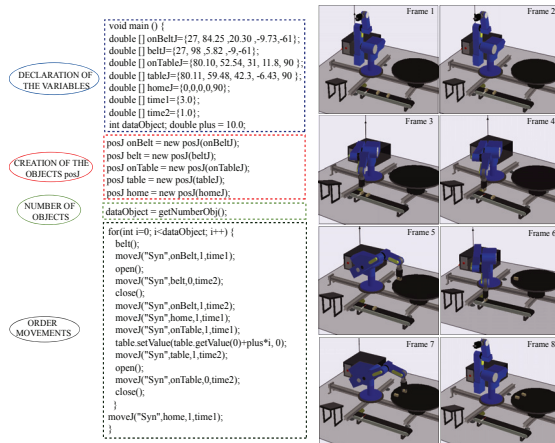 void main () {
double [] onBeltJ={27, 84.25 ,20.30 ,-9.73,-61};
double [] beltJ={27, 98 ,5.82 ,-9,-61};
double [] onTableJ={80.10, 52.54, 31, 11.8, 90 };
double [] tableJ={80.11, 59.48, 42.3, -6.43, 90 };
double [] homeJ={0,0,0,0,90};
double [] time1={3.0};
double [] time2={1.0};
int dataObject; double plus = 10.0;
DECLARATION OF
THE VARIABLES
posJ onBelt = new posJ(onBeltJ);
posJ belt = new posJ(beltJ);
posJ onTable = new posJ(onTableJ);
posJ table = new posJ(tableJ);
posJ home = new posJ(homeJ);
CREATION OF THE
OBJECTS posJ
NUMBER OF
OBJECTS
dataObject = getNumberObj();
for(int i=0; i<dataObject; i++) {
belt();
moveJ("Syn",onBelt,1,time1);
open();
moveJ("Syn",belt,0,time2);
close();
moveJ("Syn",onBelt,1,time2);
moveJ("Syn",home,1,time1);
moveJ("Syn",onTable,1,time1);
table.setValue(table.getValue(0)+plus*i, 0);
moveJ("Syn",table,1,time2);
open();
moveJ("Syn",onTable,0,time2);
close();
}
moveJ("Syn",home,1,time1);
}
ORDER
MOVEMENTS
Frame 1
Frame 2
Frame 3
Frame 4
Frame 5
Frame 6
Frame 7
Frame 8